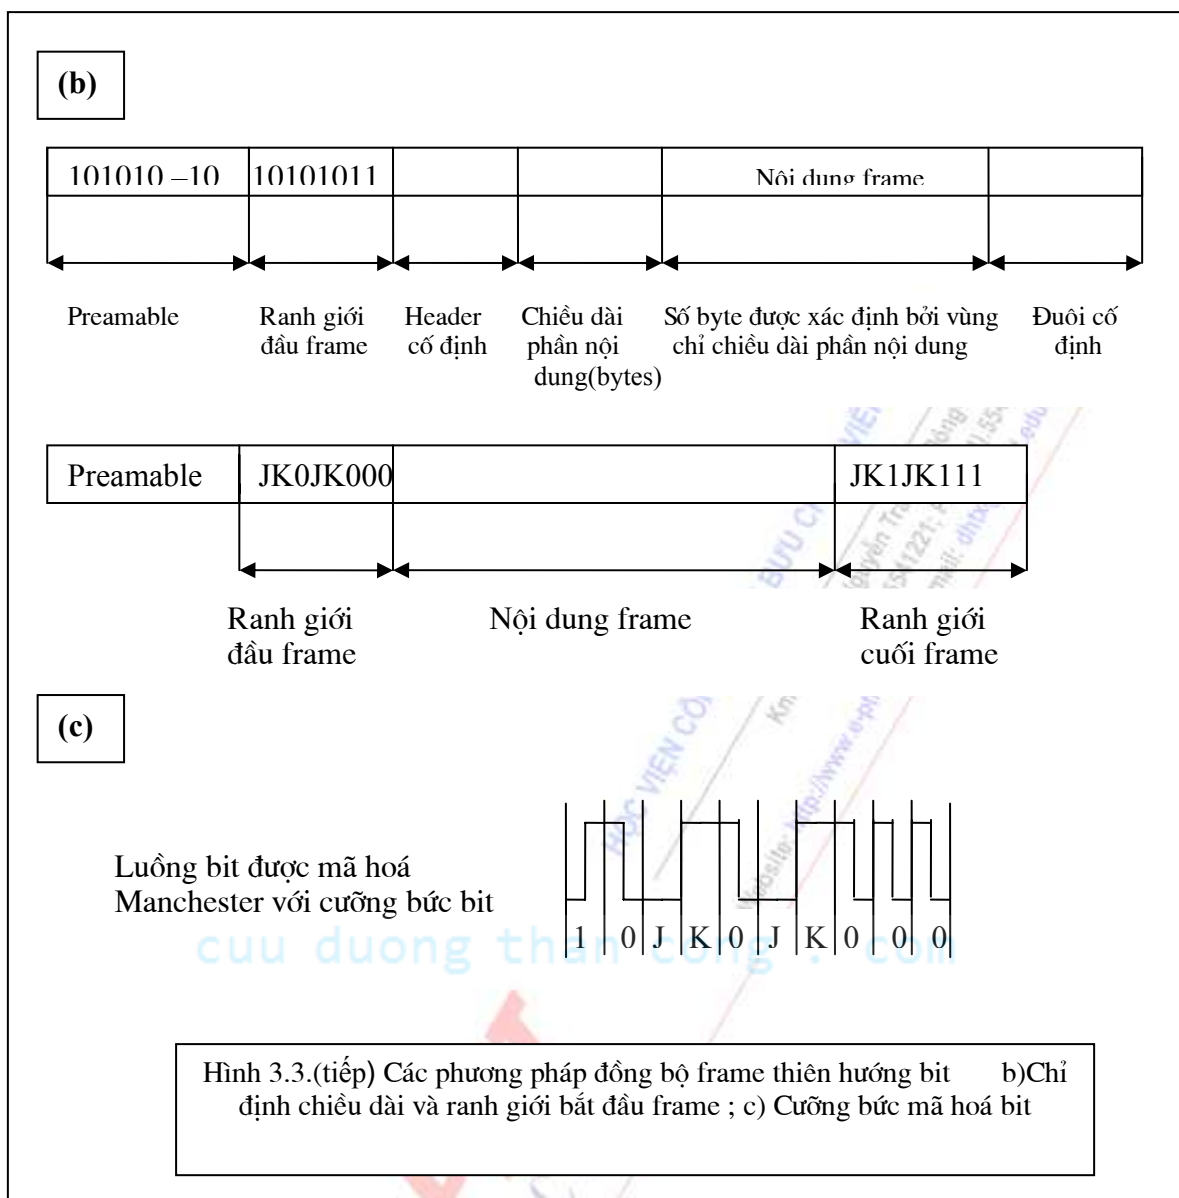 (b)
101010 –10 10101011 Nội dung frame
Preamable Ranh giới đầu frame Header cố định Chiều dài phần nội dung(bytes) Số byte được xác định bởi vùng chỉ chiều dài phần nội dung Đuôi cố định
Preamable JK0JK000 JK1JK111
Ranh giới đầu frame Nội dung frame Ranh giới cuối frame
(c)
Luồng bit được mã hoá
Manchester với cưỡng bức bit
1 0 J K 0 J K 0 0 0
cuu duong than cong . com
Hình 3.3.(tiếp) Các phương pháp đồng bộ frame thiên hướng bit b)Chỉ
định chiều dài và ranh giới bắt đầu frame ; c) Cưỡng bức mã hoá bit
HỌC VIỆN